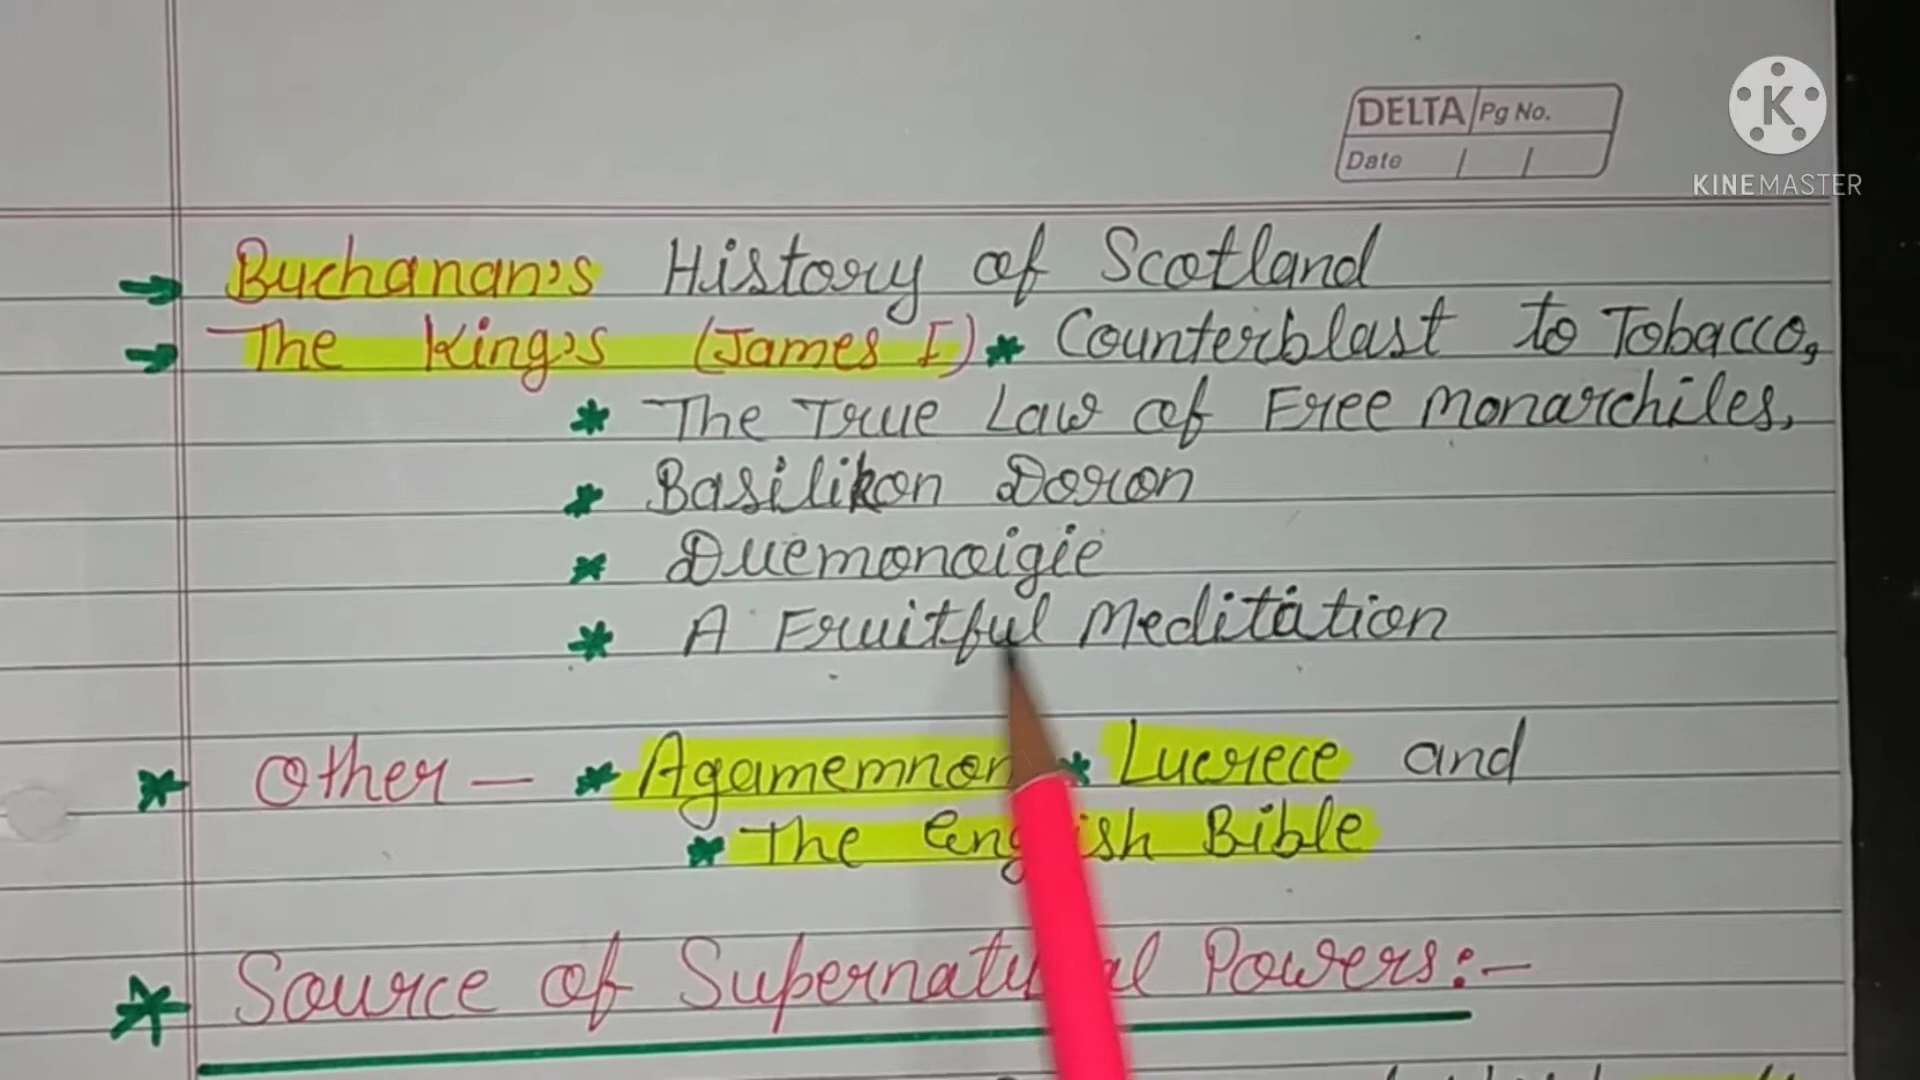 DELTA Pg No.
Date / /
K
KINEMASTER
→ Buchanan's History of Scotland
→ The King's (James I) * Counterblast to Tobacco,
* The True Law of Free Monarchiles,
* Basilikon Doron
* Duemonoigie
* A Fruitful Meditation
* Other – * Agamemnon * Lucrece and
* The English Bible
* Source of Supernatural Powers:–